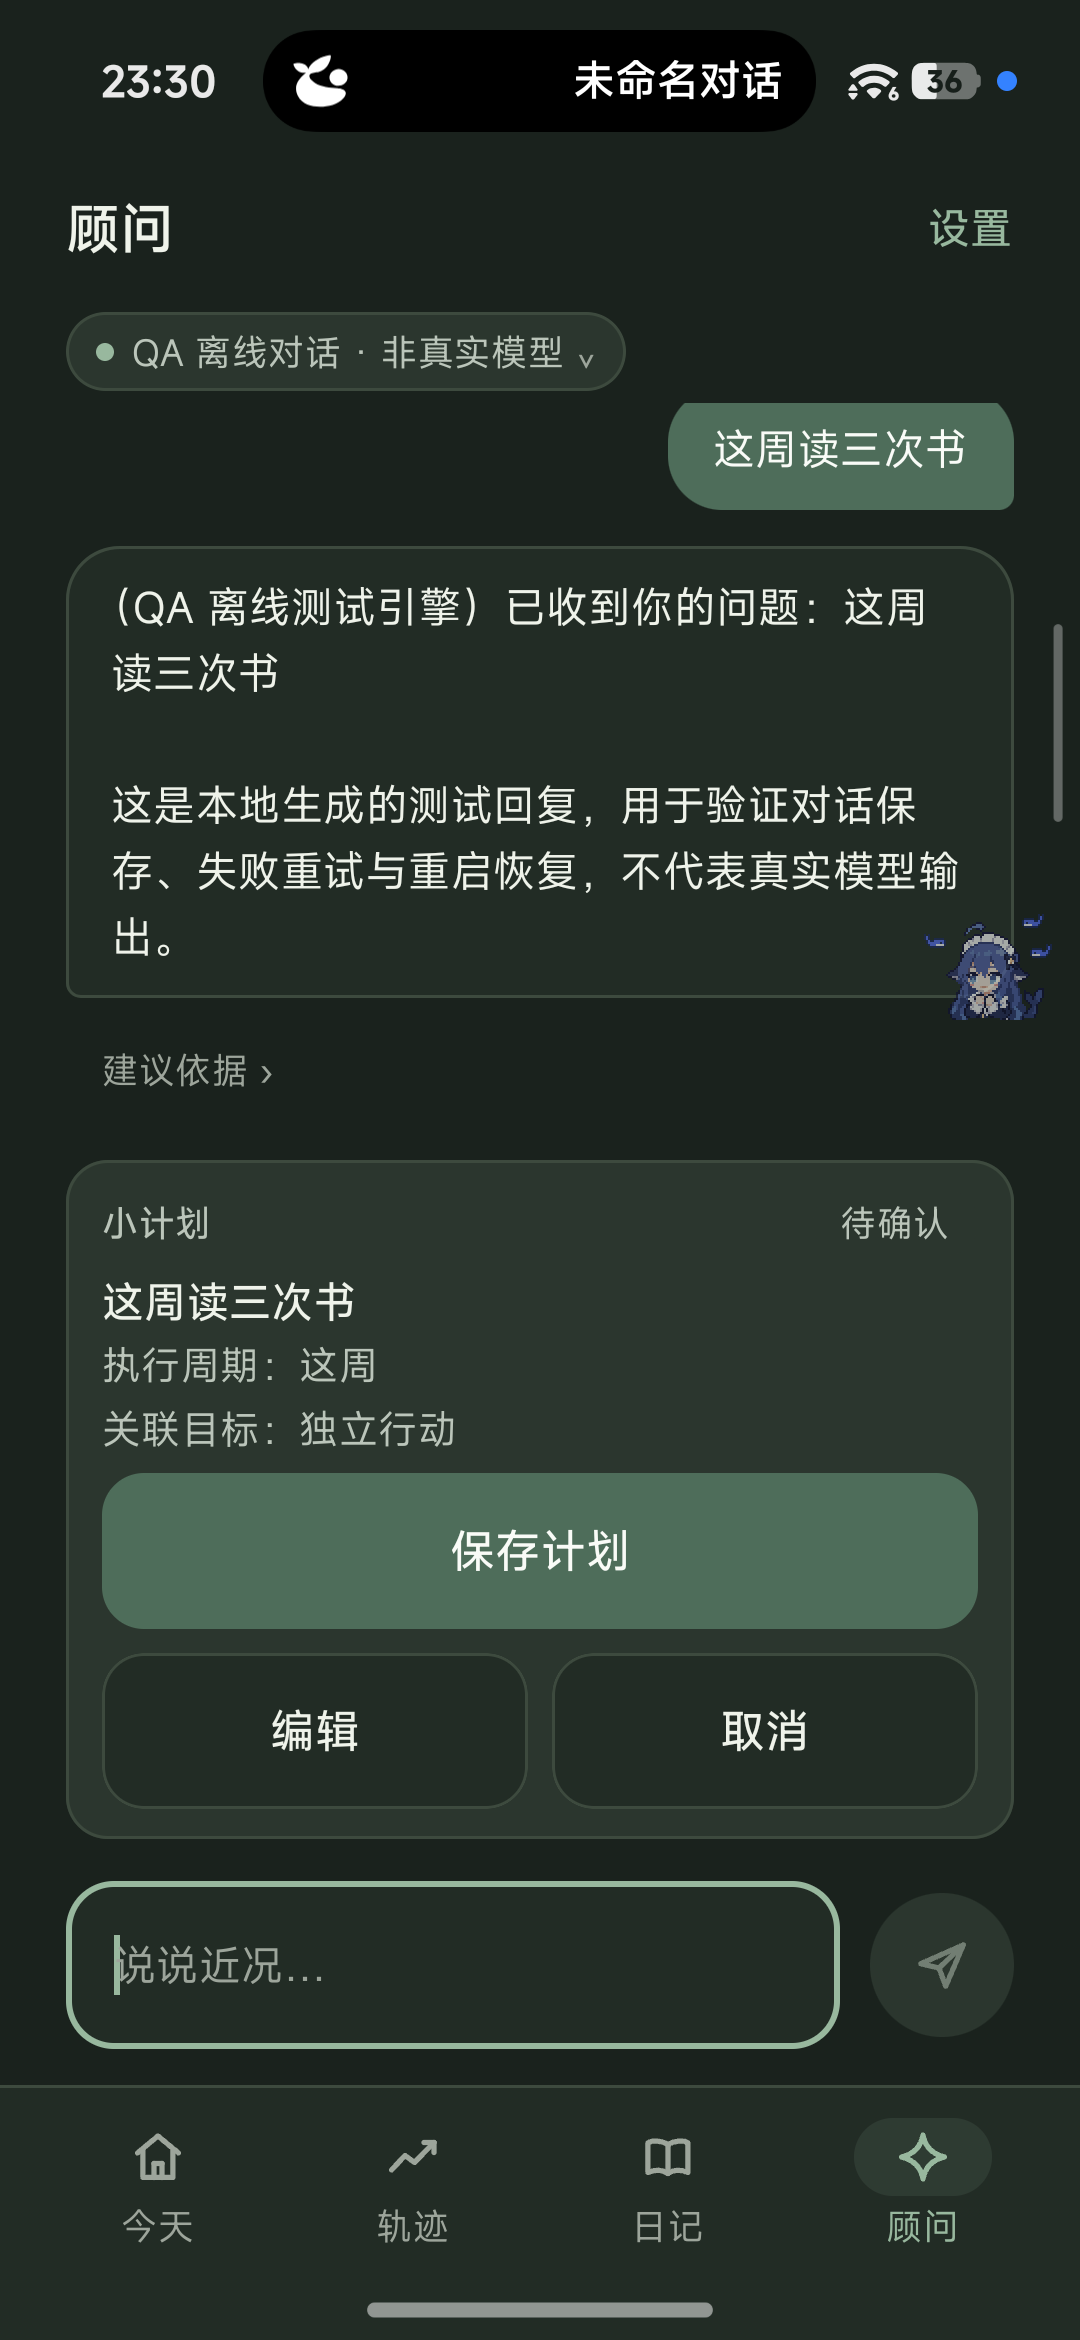 23:30
未命名对话
6
36
顾问
设置
QA 离线对话 · 非真实模型
这周读三次书
（QA 离线测试引擎）已收到你的问题：这周
读三次书
这是本地生成的测试回复，用于验证对话保
存、失败重试与重启恢复，不代表真实模型输
出。
建议依据 ›
小计划
待确认
这周读三次书
执行周期：这周
关联目标：独立行动
保存计划
编辑
取消
说说近况...
今天
轨迹
日记
顾问